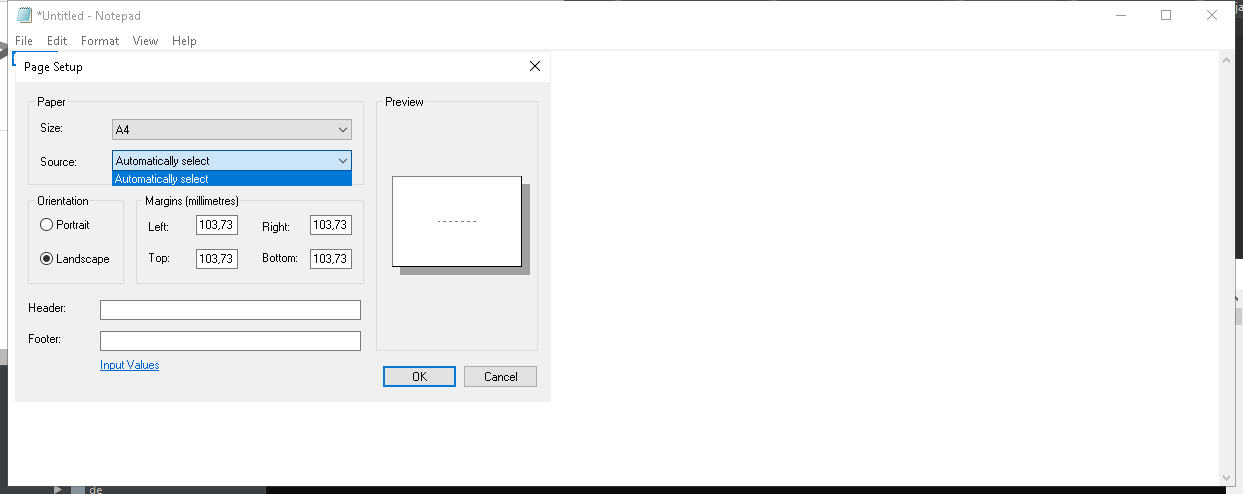 *Untitled - Notepad
File Edit Format View Help
Page Setup
Paper
Size: A4
Source: Automatically select
Automatically select
Orientation
Portrait
Landscape
Margins (millimetres)
Left: 103,73 Right: 103,73
Top: 103,73 Bottom: 103,73
Header:
Footer:
Input Values
Preview
OK Cancel
de